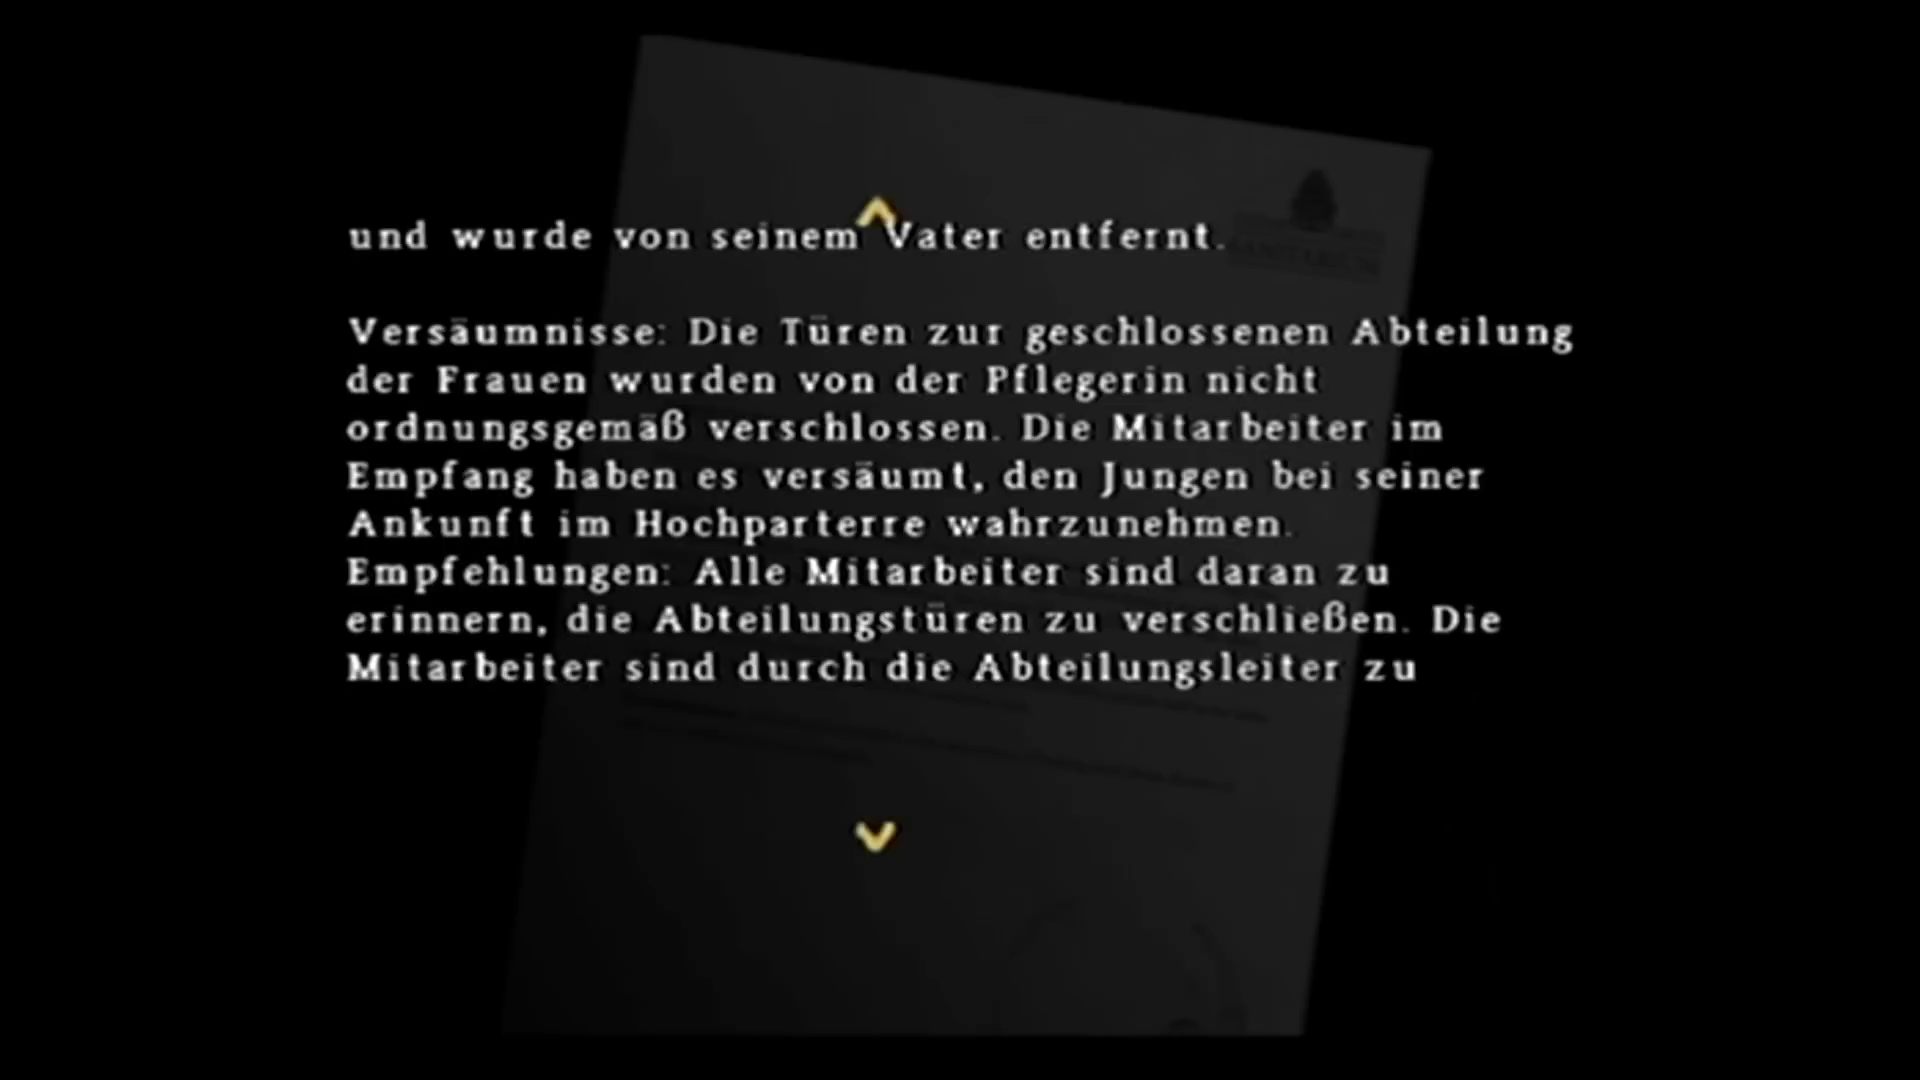 und wurde von seinem Vater entfernt.
Versäumnisse: Die Türen zur geschlossenen Abteilung
der Frauen wurden von der Pflegerin nicht
ordnungsgemäß verschlossen. Die Mitarbeiter im
Empfang haben es versäumt, den Jungen bei seiner
Ankunft im Hochparterre wahrzunehmen.
Empfehlungen: Alle Mitarbeiter sind daran zu
erinnern, die Abteilungstüren zu verschließen. Die
Mitarbeiter sind durch die Abteilungsleiter zu